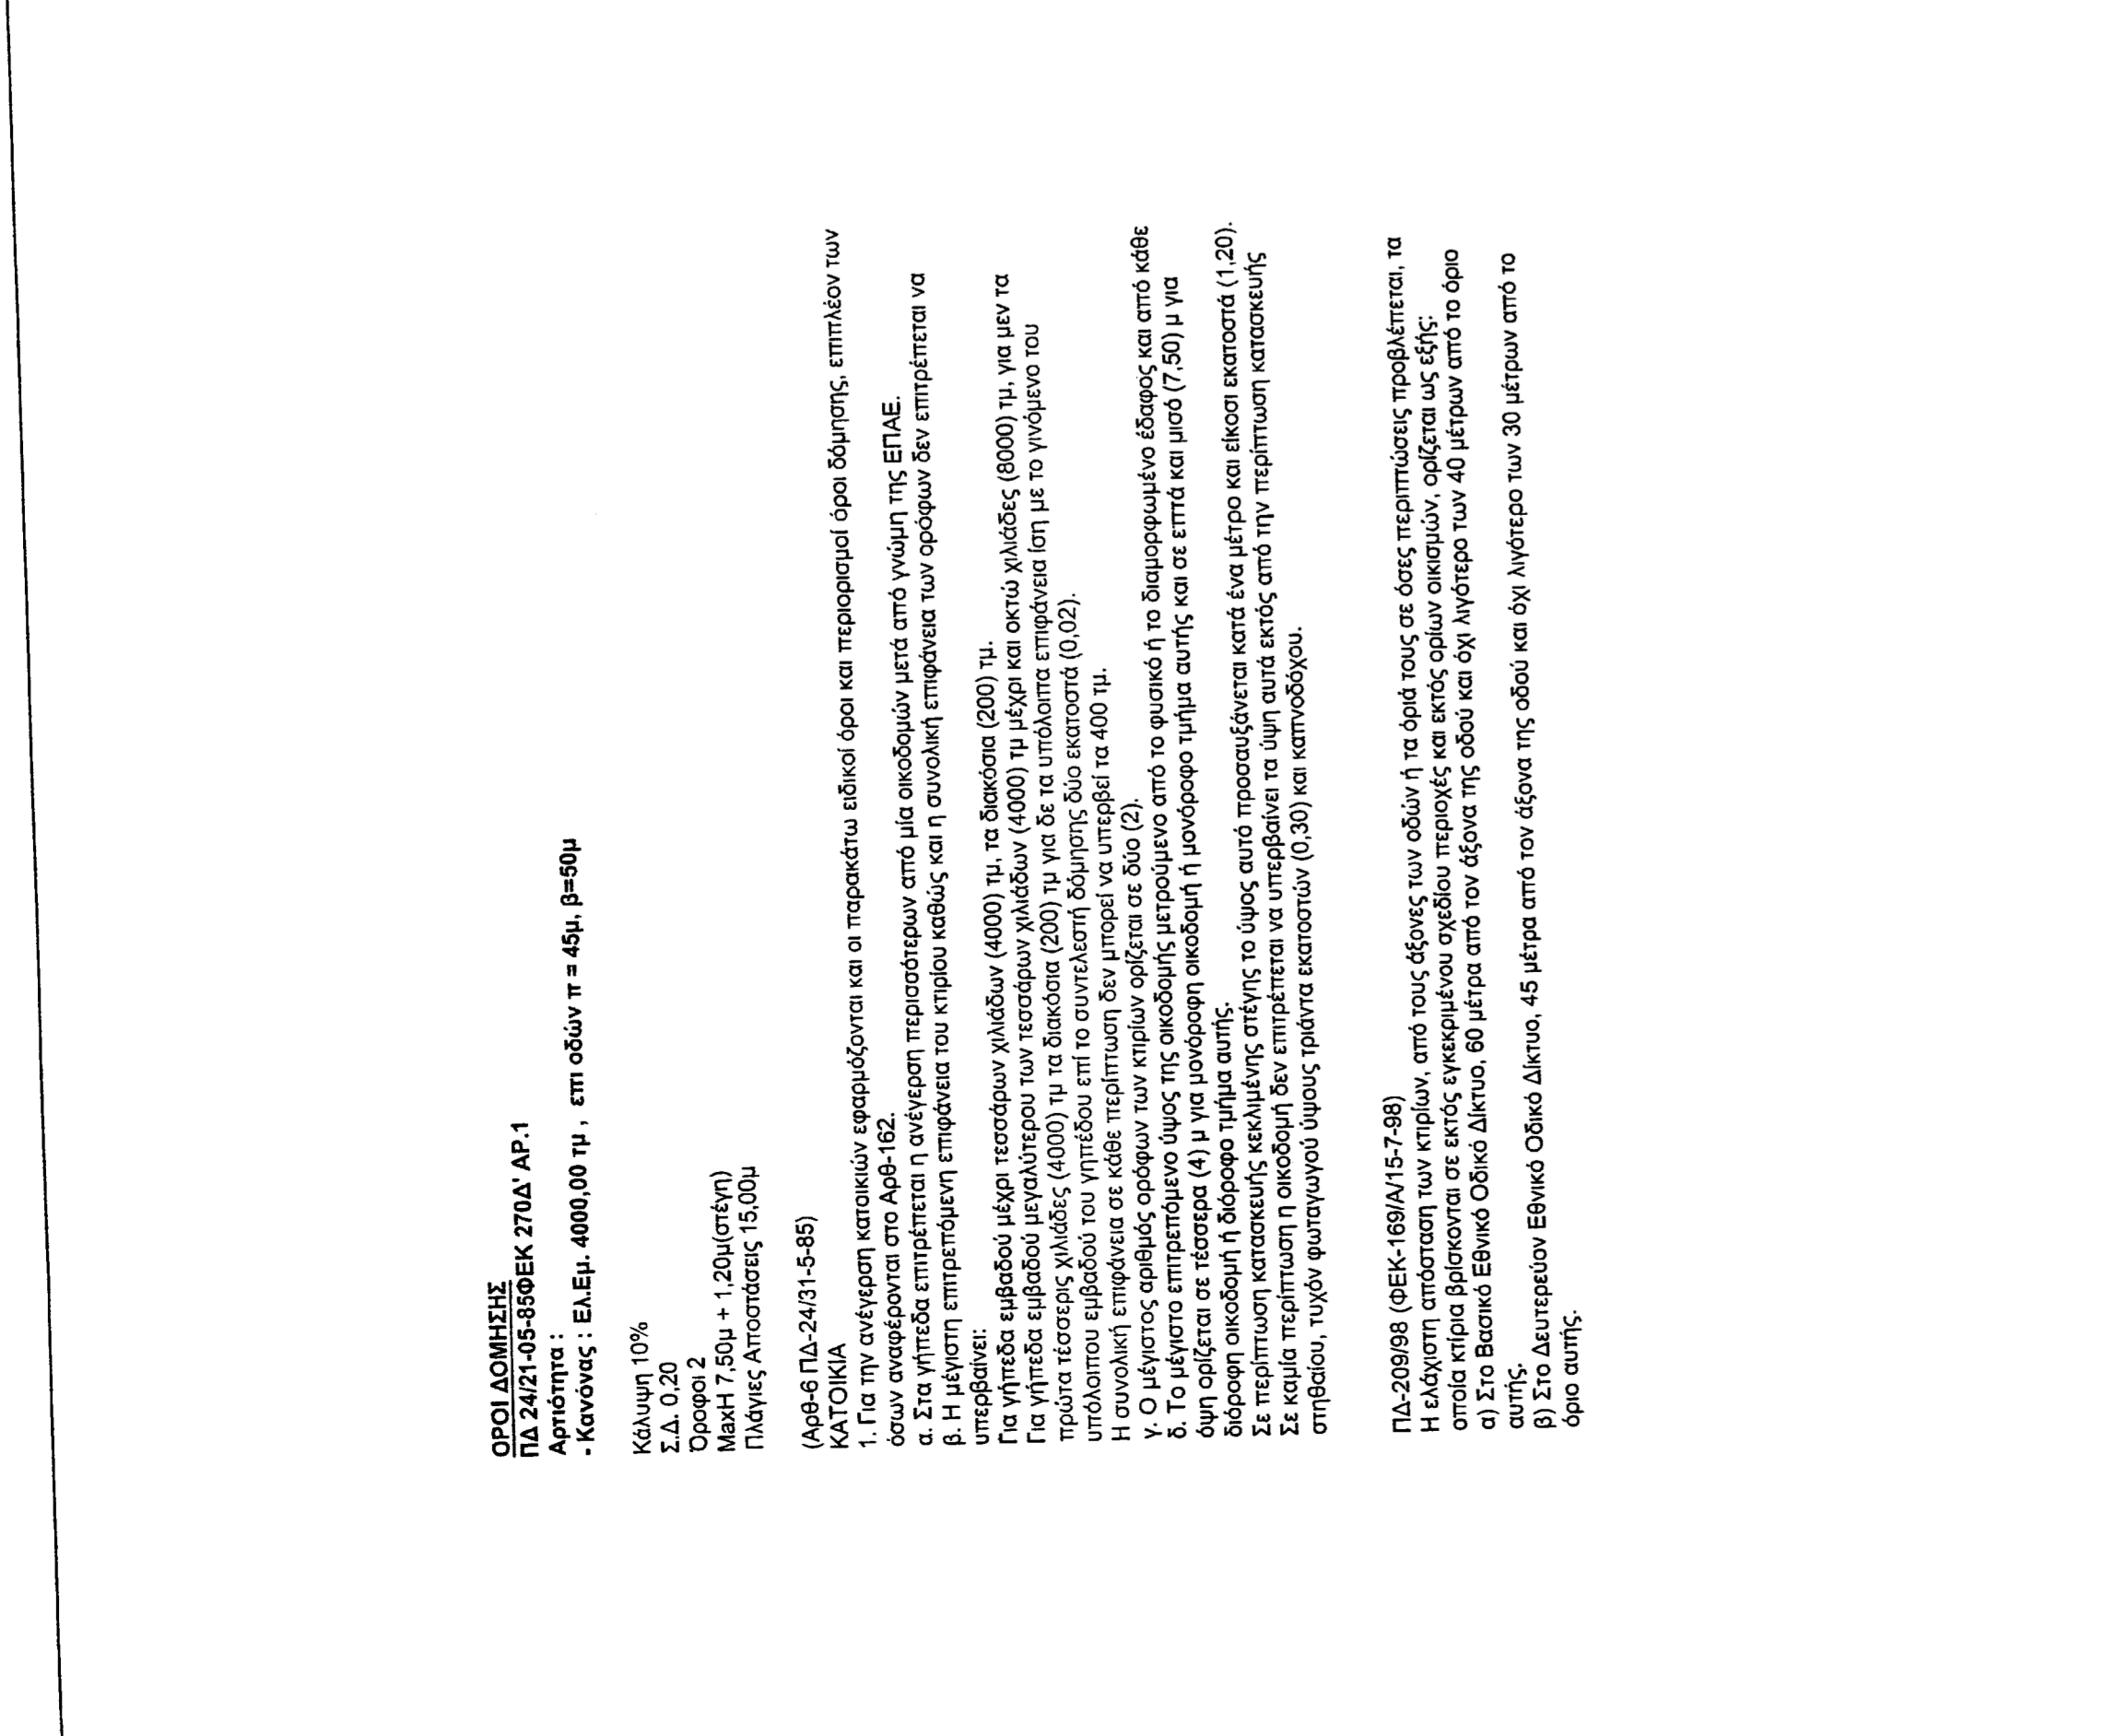 ΟΡΟΙ ΔΟΜΗΣΗΣ
ΠΔ 24/21-05-85ΦΕΚ 270Δ' ΑΡ.1
Αρτιότητα :
- Κανόνας : Ελ.Εμ. 4000,00 τμ , επι οδών π = 45μ, β=50μ
Κάλυψη 10%
Σ.Δ. 0,20
Όροφοι 2
MaxH 7,50μ + 1,20μ(στέγη)
Πλάγιες Αποστάσεις 15,00μ
(Αρθ-6 ΠΔ-24/31-5-85)
ΚΑΤΟΙΚΙΑ
1. Για την ανέγερση κατοικιών εφαρμόζονται και οι παρακάτω ειδικοί όροι και περιορισμοί όροι δόμησης, επιπλέον των
όσων αναφέρονται στο Αρθ-162.
α. Στα γήπεδα επιτρέπεται η ανέγερση περισσότερων από μία οικοδομών μετά από γνώμη της ΕΠΑΕ.
β. Η μέγιστη επιτρεπόμενη επιφάνεια του κτιρίου καθώς και η συνολική επιφάνεια των ορόφων δεν επιτρέπεται να
υπερβαίνει:
Για γήπεδα εμβαδού μέχρι τεσσάρων χιλιάδων (4000) τμ, τα διακόσια (200) τμ.
Για γήπεδα εμβαδού μεγαλύτερου των τεσσάρων χιλιάδων (4000) τμ μέχρι και οκτώ χιλιάδες (8000) τμ, για μεν τα
πρώτα τέσσερις χιλιάδες (4000) τμ τα διακόσια (200) τμ για δε τα υπόλοιπα επιφάνεια ίση με το γινόμενο του
υπόλοιπου εμβαδού του γηπέδου επί το συντελεστή δόμησης δύο εκατοστά (0,02).
Η συνολική επιφάνεια σε κάθε περίπτωση δεν μπορεί να υπερβεί τα 400 τμ.
γ. Ο μέγιστος αριθμός ορόφων των κτιρίων ορίζεται σε δύο (2).
δ. Το μέγιστο επιτρεπόμενο ύψος της οικοδομής μετρούμενο από το φυσικό ή το διαμορφωμένο έδαφος και από κάθε
όψη ορίζεται σε τέσσερα (4) μ για μονόροφη οικοδομή ή μονόροφο τμήμα αυτής και σε επτά και μισό (7,50) μ για
διόροφη οικοδομή ή διόροφο τμήμα αυτής.
Σε περίπτωση κατασκευής κεκλιμένης στέγης το ύψος αυτό προσαυξάνεται κατά ένα μέτρο και είκοσι εκατοστά (1,20).
Σε καμία περίπτωση η οικοδομή δεν επιτρέπεται να υπερβαίνει τα ύψη αυτά εκτός από την περίπτωση κατασκευής
στηθαίου, τυχόν φωταγωγού ύψους τριάντα εκατοστών (0,30) και καπνοδόχου.
ΠΔ-209/98 (ΦΕΚ-169/Α/15-7-98)
Η ελάχιστη απόσταση των κτιρίων, από τους άξονες των οδών ή τα όριά τους σε όσες περιπτώσεις προβλέπεται, τα
οποία κτίρια βρίσκονται σε εκτός εγκεκριμένου σχεδίου περιοχές και εκτός ορίων οικισμών, ορίζεται ως εξής:
α) Στο Βασικό Εθνικό Οδικό Δίκτυο, 60 μέτρα από τον άξονα της οδού και όχι λιγότερο των 40 μέτρων από το όριο
αυτής.
β) Στο Δευτερεύον Εθνικό Οδικό Δίκτυο, 45 μέτρα από τον άξονα της οδού και όχι λιγότερο των 30 μέτρων από το
όριο αυτής.